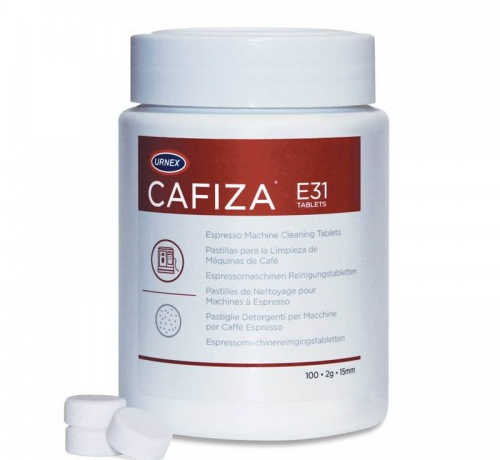 URNEX
CAFIZA® E31
TABLETS
Espresso Machine Cleaning Tablets
Pastillas para la Limpieza de
Máquinas de Café
Espressomaschinen Reinigungstabletten
Pastilles de Nettoyage pour
Machines à Espresso
Pastiglie Detergenti per Macchine
per Caffè Espresso
Espressomachinereinigingstabletten
100 • 2g • 15mm